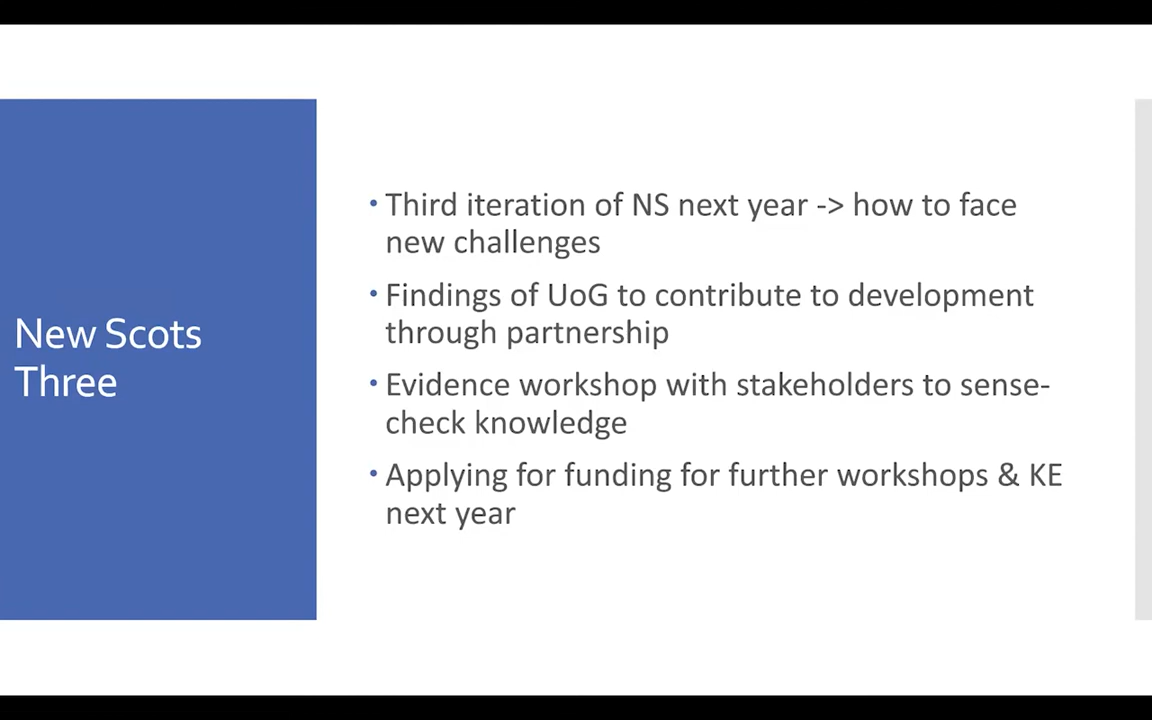 New Scots
Three
• Third iteration of NS next year -> how to face
new challenges
• Findings of UoG to contribute to development
through partnership
• Evidence workshop with stakeholders to sense-
check knowledge
• Applying for funding for further workshops & KE
next year